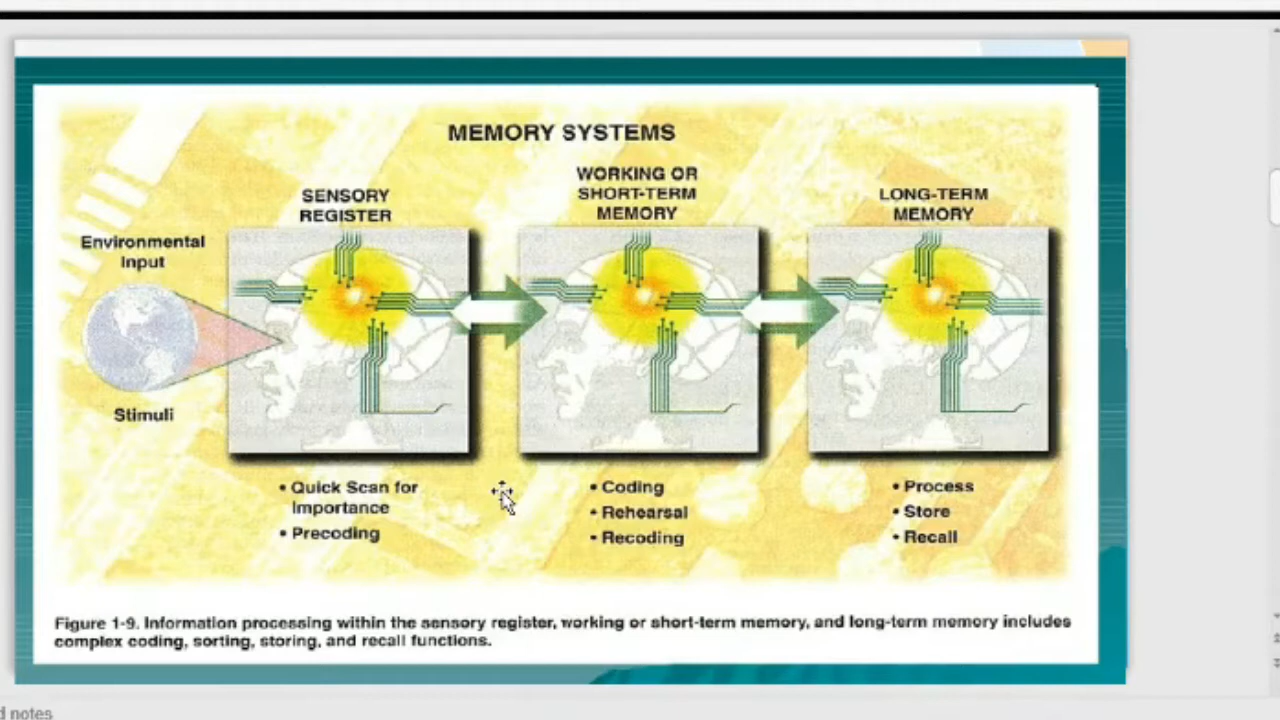 MEMORY SYSTEMS
SENSORY
REGISTER
WORKING OR
SHORT-TERM
MEMORY
LONG-TERM
MEMORY
Environmental
Input
Stimuli
• Quick Scan for
Importance
• Precoding
• Coding
• Rehearsal
• Recoding
• Process
• Store
• Recall
Figure 1-9. Information processing within the sensory register, working or short-term memory, and long-term memory includes
complex coding, sorting, storing, and recall functions.
d notes